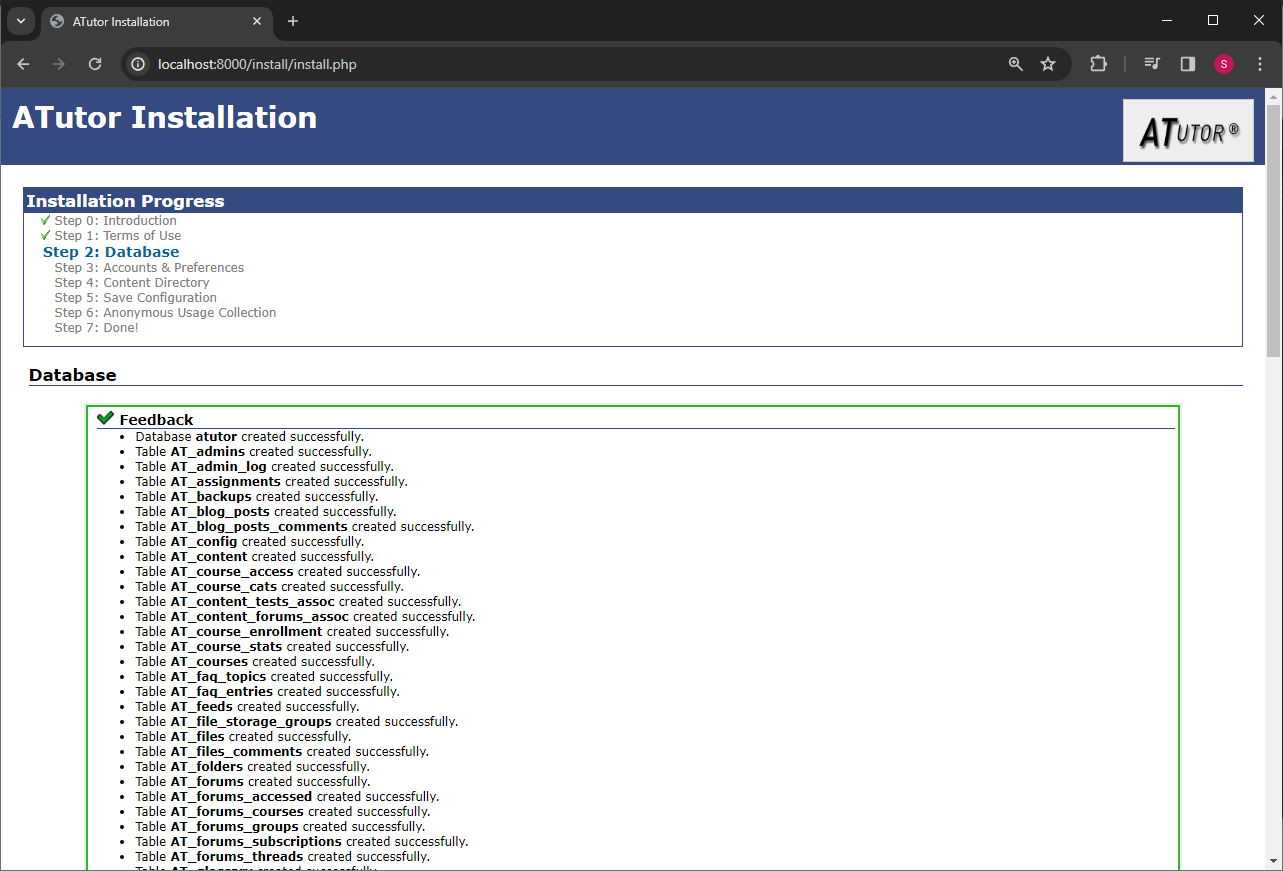 ATutor Installation
localhost:8000/install/install.php
S
ATutor Installation
ATUTOR®
Installation Progress
Step 0: Introduction
Step 1: Terms of Use
Step 2: Database
Step 3: Accounts & Preferences
Step 4: Content Directory
Step 5: Save Configuration
Step 6: Anonymous Usage Collection
Step 7: Done!
Database
Feedback
Database atutor created successfully.
Table AT_admins created successfully.
Table AT_admin_log created successfully.
Table AT_assignments created successfully.
Table AT_backups created successfully.
Table AT_blog_posts created successfully.
Table AT_blog_posts_comments created successfully.
Table AT_config created successfully.
Table AT_content created successfully.
Table AT_course_access created successfully.
Table AT_course_cats created successfully.
Table AT_content_tests_assoc created successfully.
Table AT_content_forums_assoc created successfully.
Table AT_course_enrollment created successfully.
Table AT_course_stats created successfully.
Table AT_courses created successfully.
Table AT_faq_topics created successfully.
Table AT_faq_entries created successfully.
Table AT_feeds created successfully.
Table AT_file_storage_groups created successfully.
Table AT_files created successfully.
Table AT_files_comments created successfully.
Table AT_folders created successfully.
Table AT_forums created successfully.
Table AT_forums_accessed created successfully.
Table AT_forums_courses created successfully.
Table AT_forums_groups created successfully.
Table AT_forums_subscriptions created successfully.
Table AT_forums_threads created successfully.
Table AT_glossary created successfully.